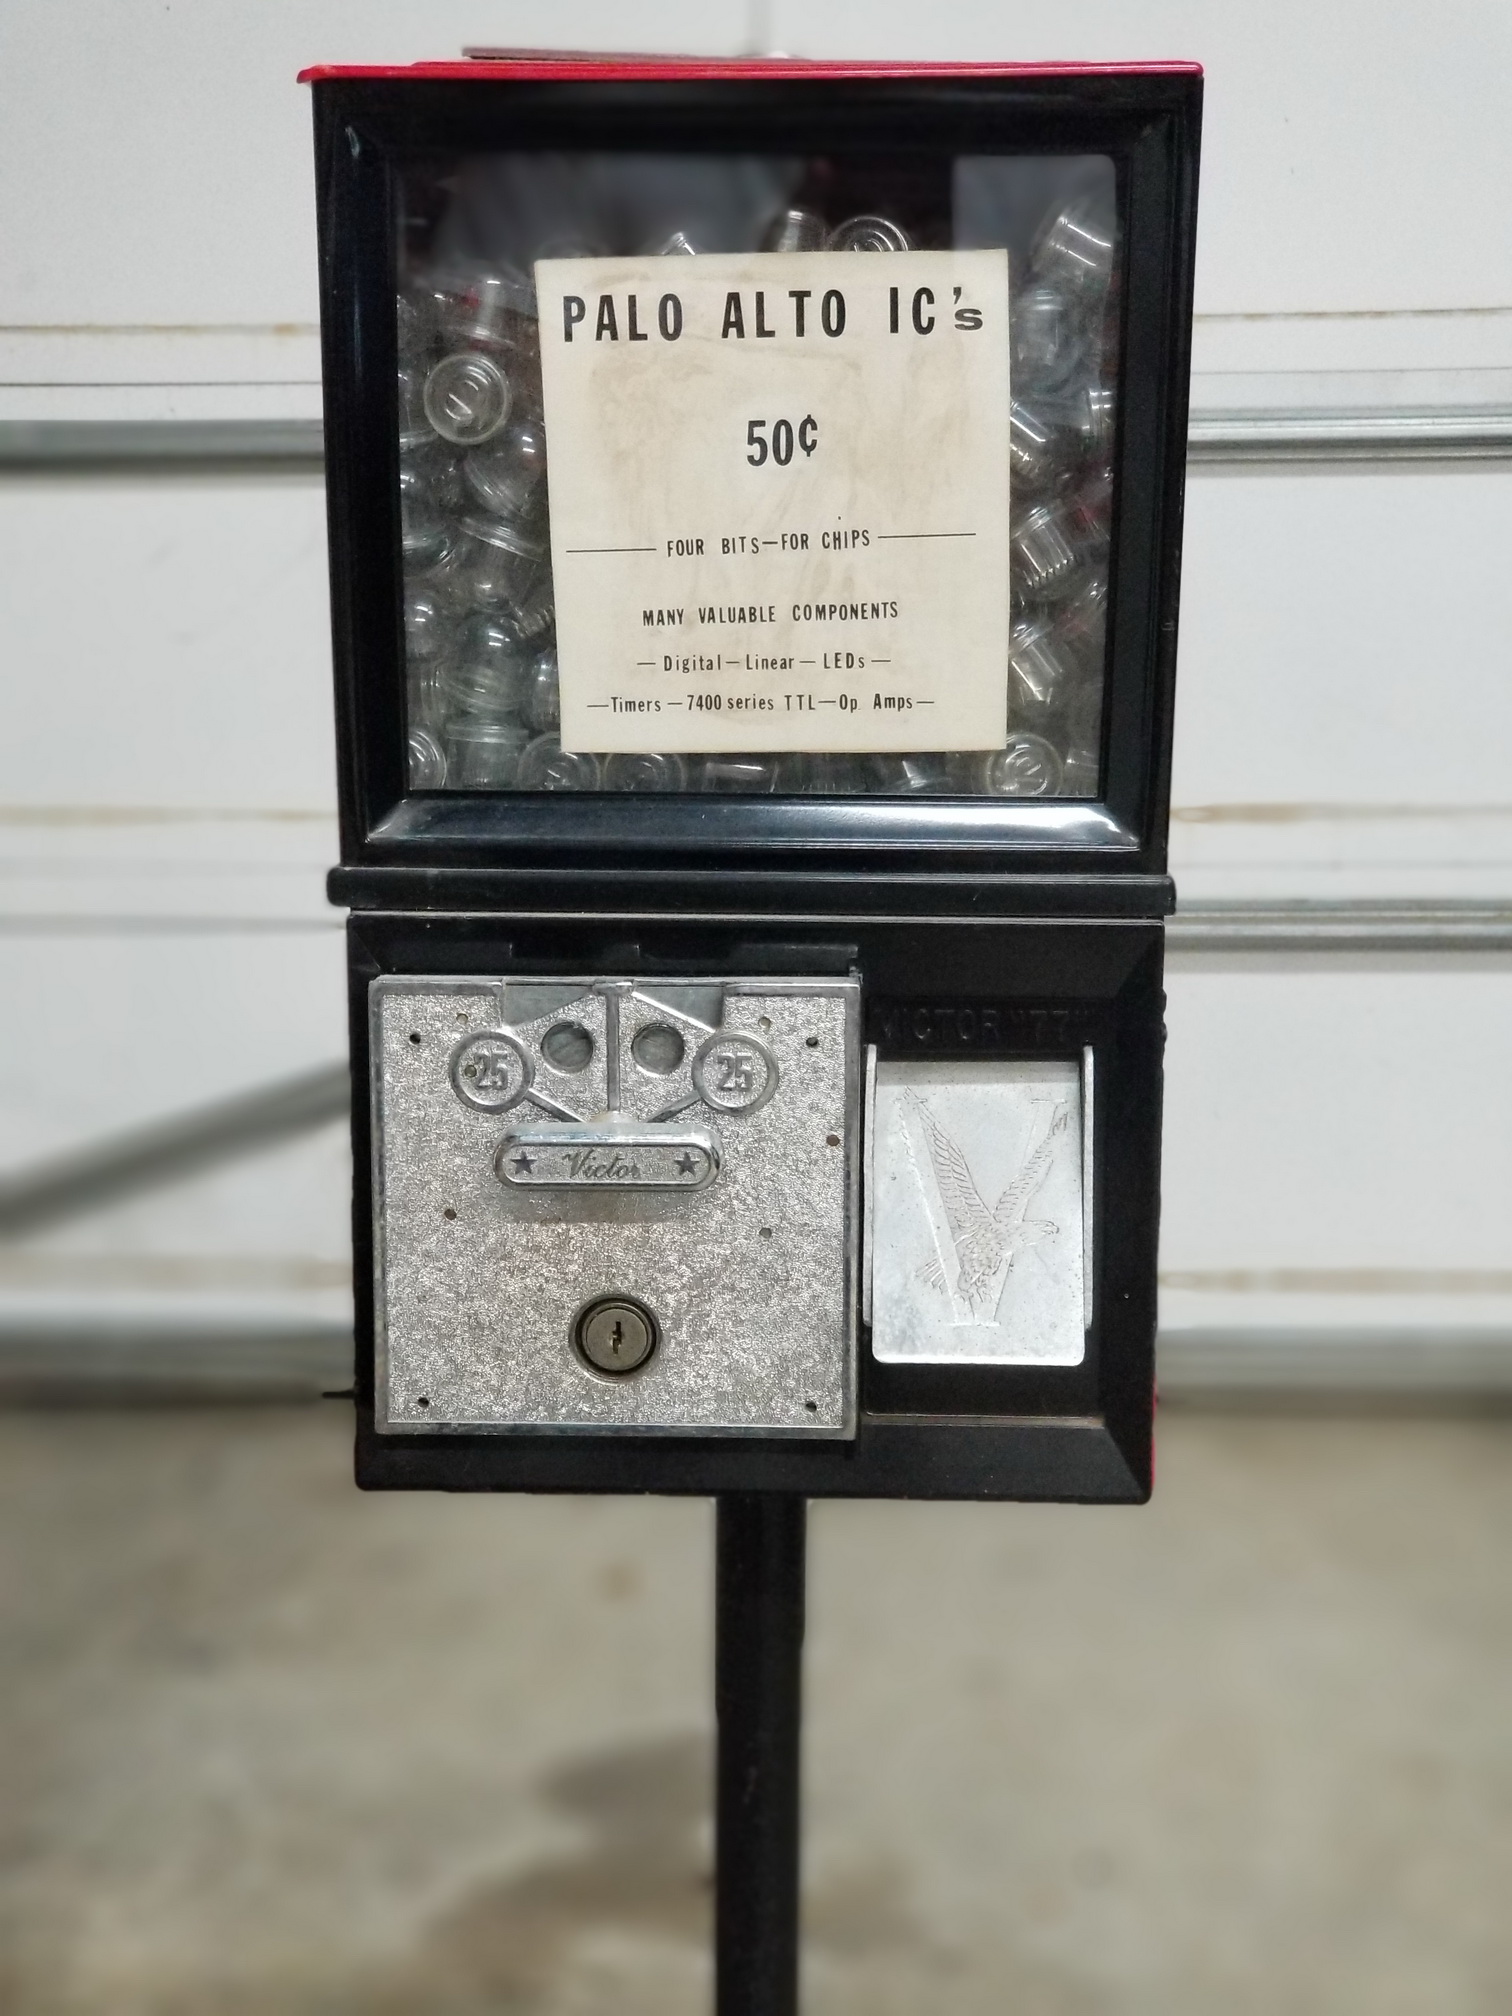 PALO ALTO IC's
50¢
FOUR BITS—FOR CHIPS
MANY VALUABLE COMPONENTS
—Digital—Linear—LEDs—
—Timers—7400 series TTL—Op Amps—
VICTOR "77"
25 25
★ Victor ★
V